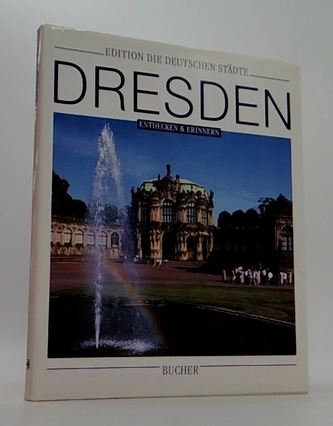 EDITION DIE DEUTSCHEN STÄDTE
DRESDEN
ENTDECKEN & ERINNERN
BUCHER